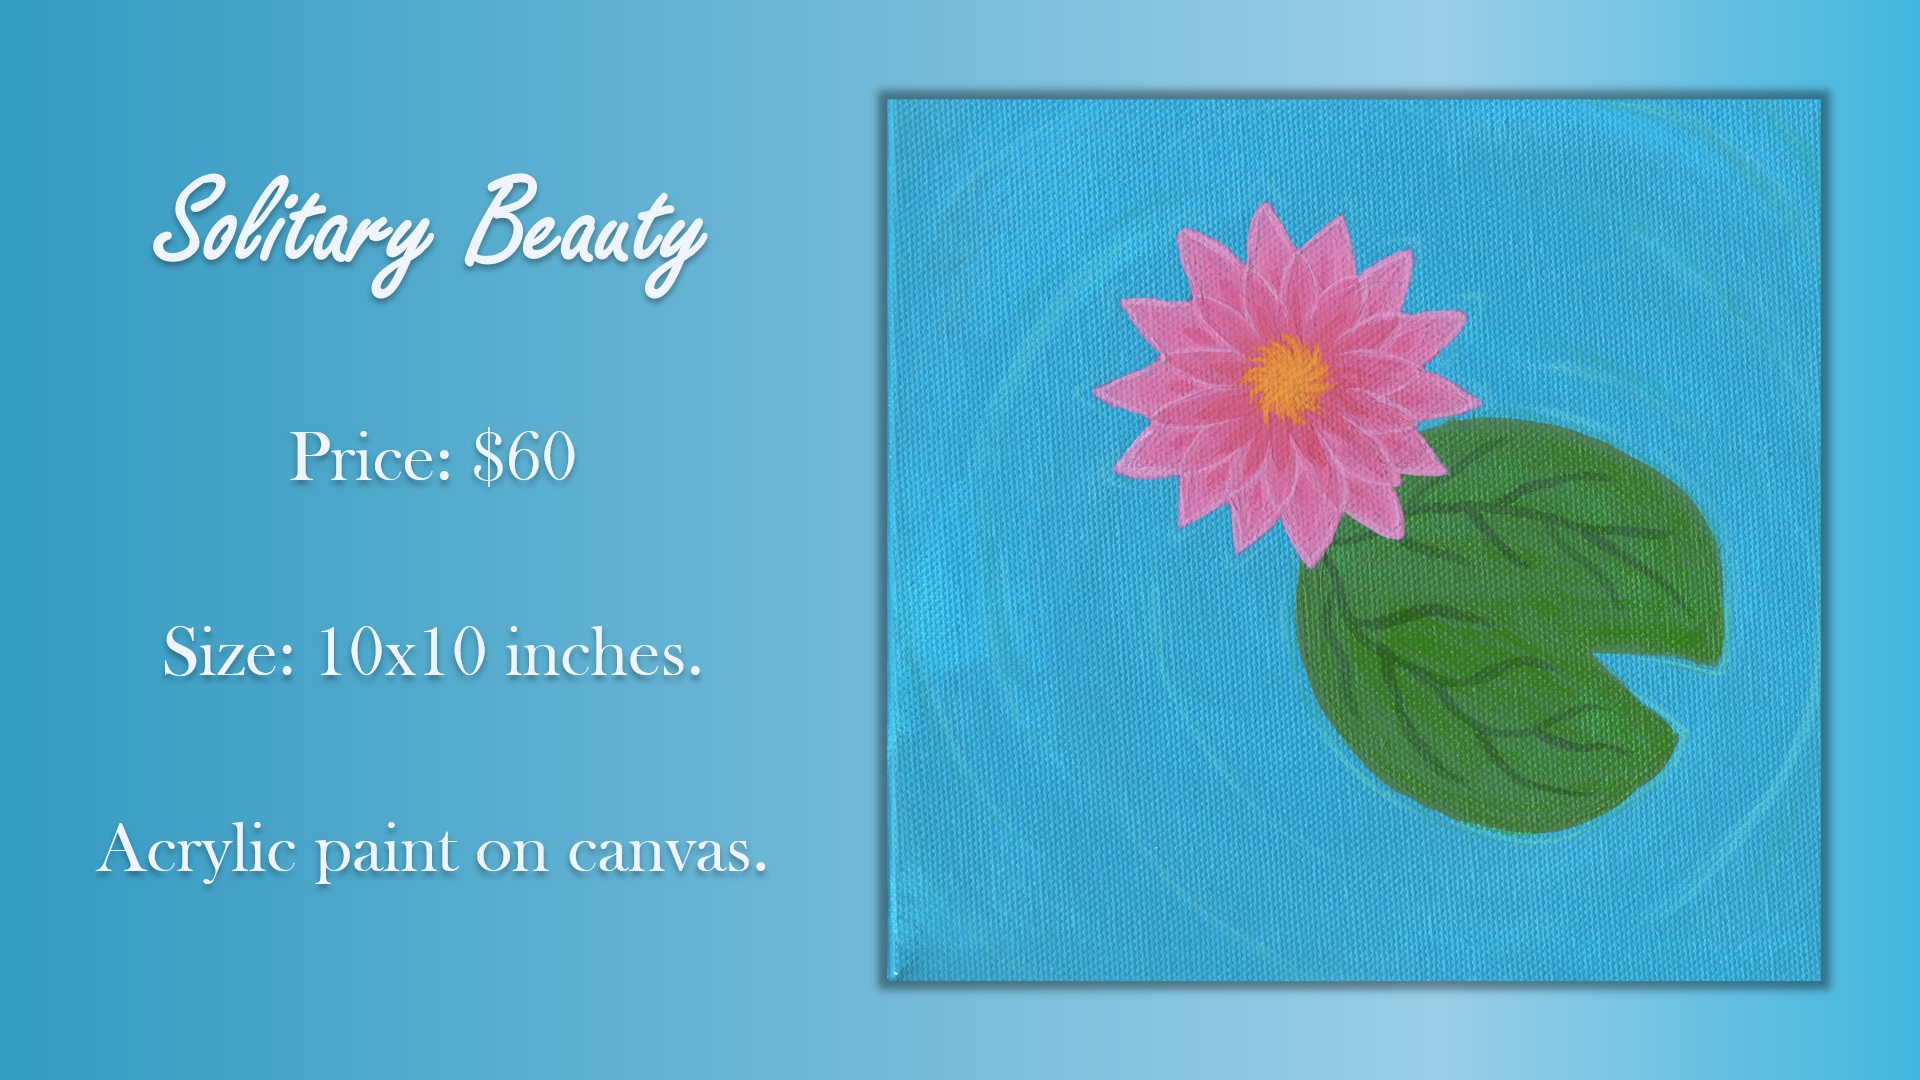 Solitary Beauty
Price: $60
Size: 10x10 inches.
Acrylic paint on canvas.